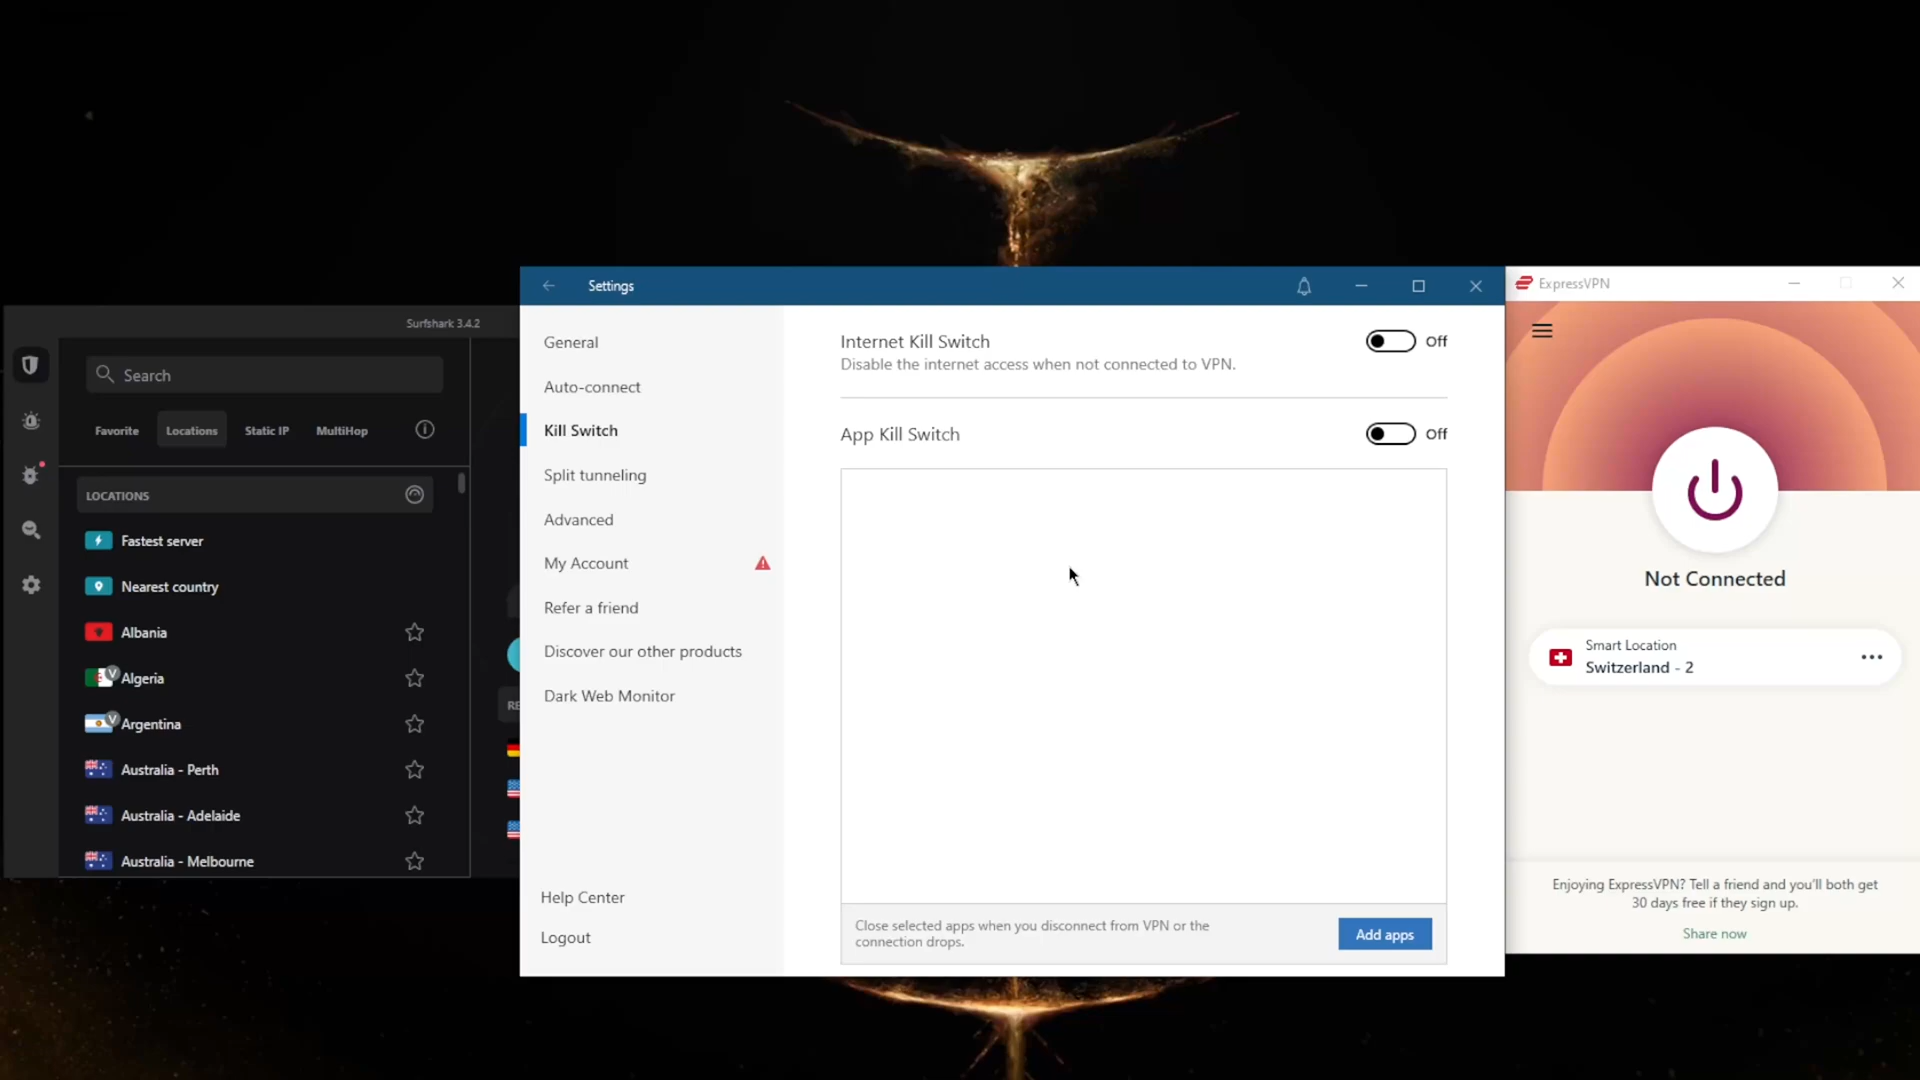 Surfshark 3.4.2
Search
Favorite
Locations
Static IP
MultiHop
LOCATIONS
Fastest server
Nearest country
Albania
V
Algeria
V
Argentina
Australia - Perth
Australia - Adelaide
Australia - Melbourne
RE
Settings
General
Auto-connect
Kill Switch
Split tunneling
Advanced
My Account
Refer a friend
Discover our other products
Dark Web Monitor
Help Center
Logout
Internet Kill Switch
Off
Disable the internet access when not connected to VPN.
App Kill Switch
Off
Close selected apps when you disconnect from VPN or the
connection drops.
Add apps
ExpressVPN
Not Connected
Smart Location
Switzerland - 2
Enjoying ExpressVPN? Tell a friend and you'll both get
30 days free if they sign up.
Share now